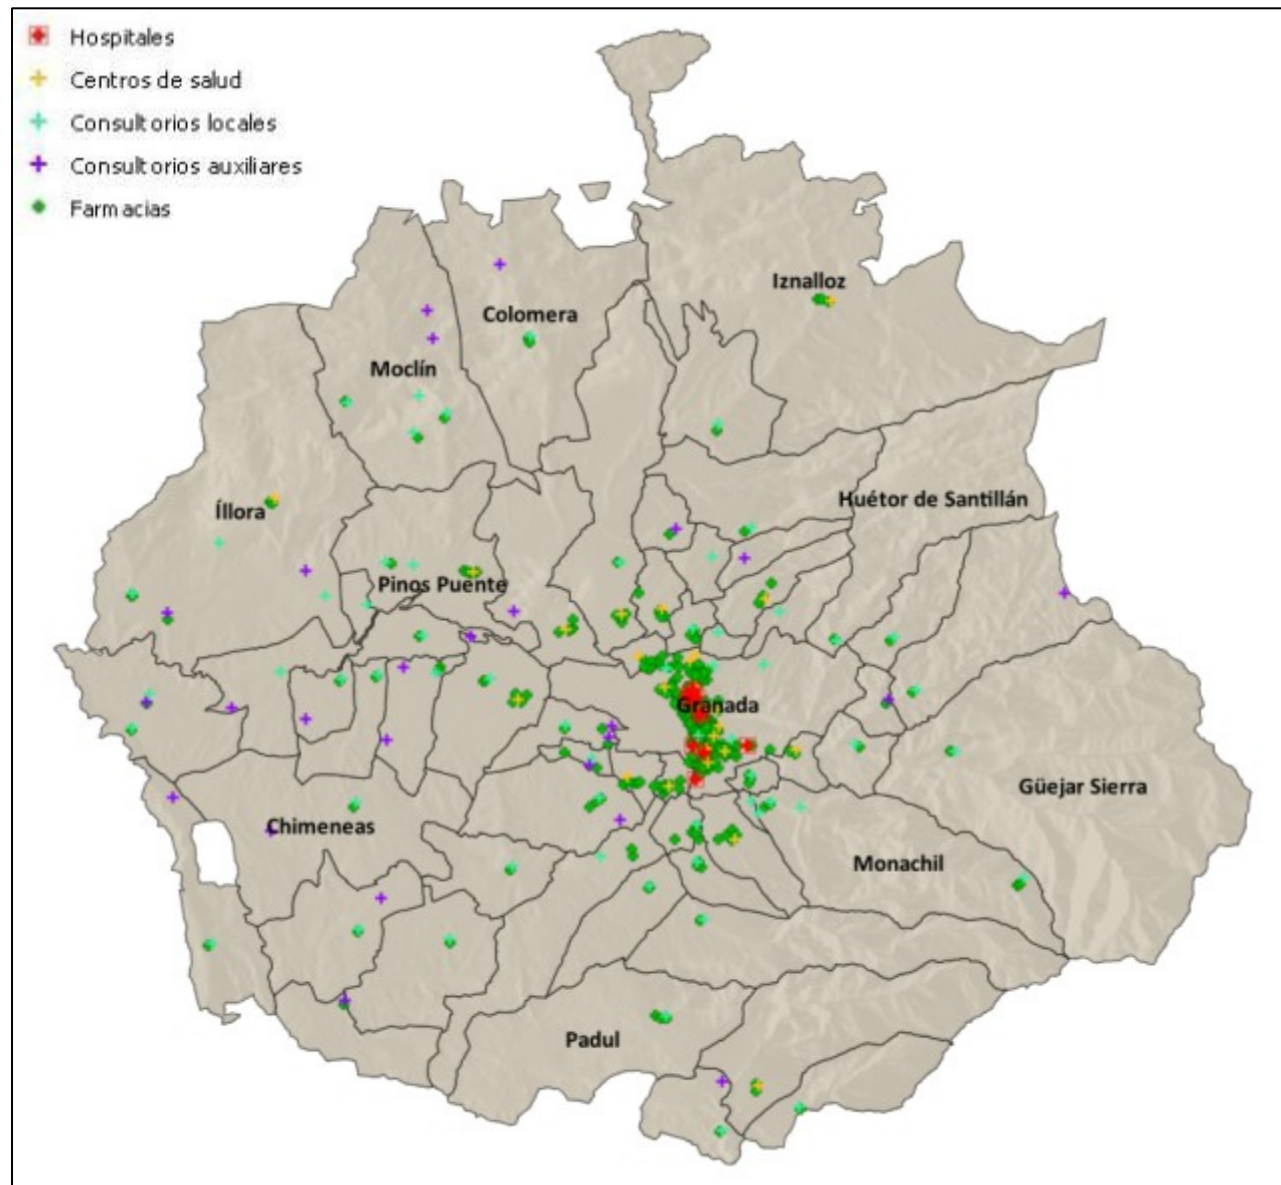 Hospitales
Centros de salud
Consultorios locales
Consultorios auxiliares
Farmacias
Iznalloz
Colomera
Moclín
Huétor de Santillán
Íllora
Pinos Puente
Granada
Güejar Sierra
Chimeneas
Monachil
Padul